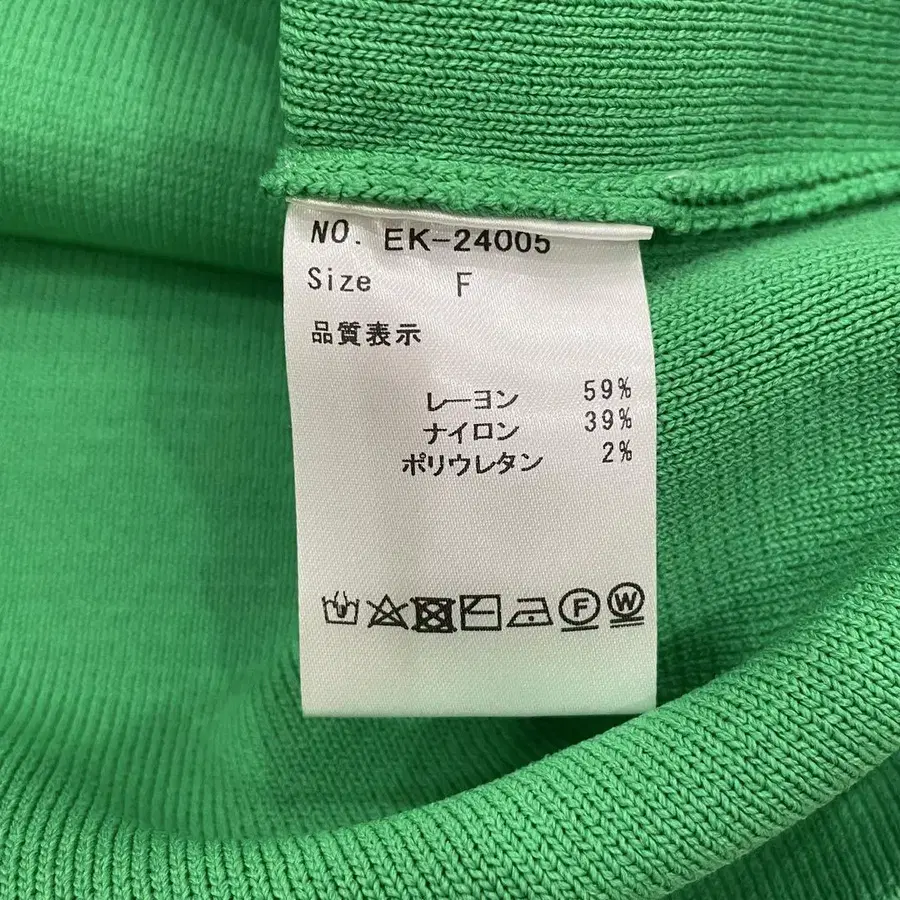 NO. EK-24005
Size F
品質表示
レーヨン 59%
ナイロン 39%
ポリウレタン 2%
F W